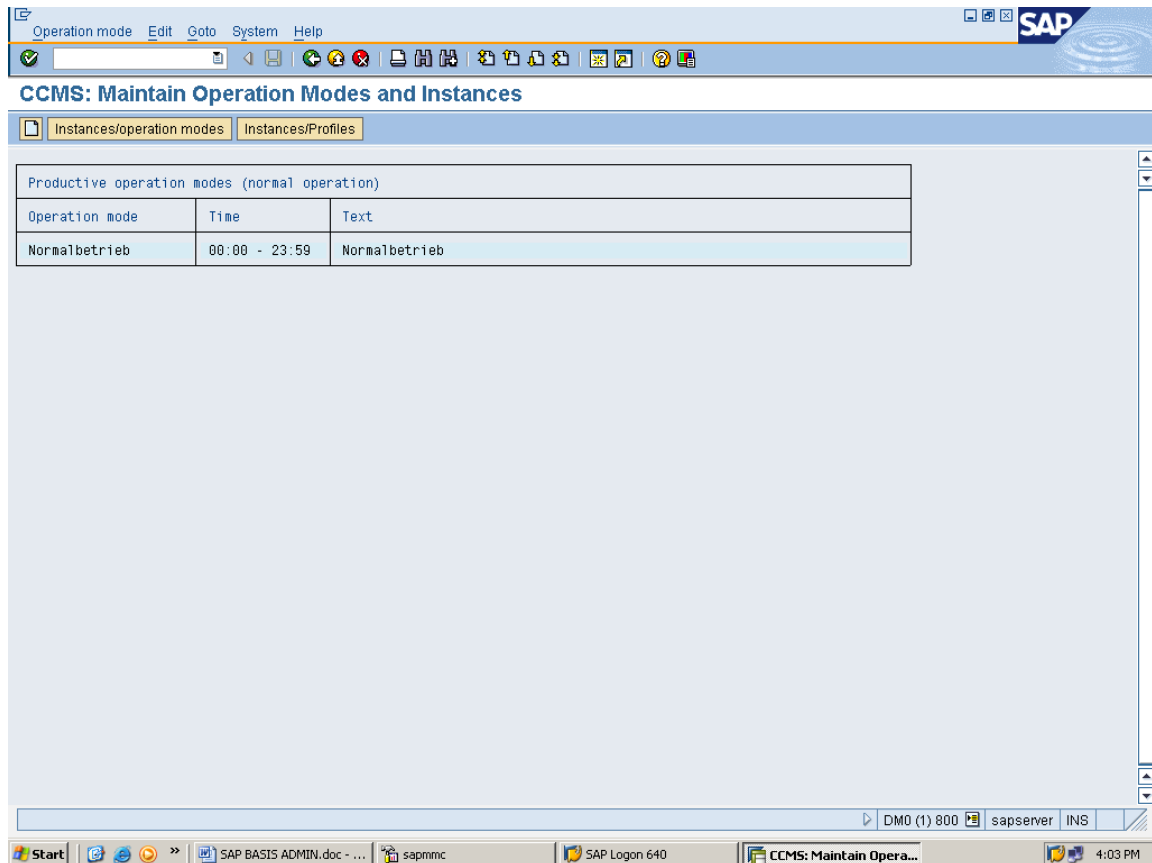 Operation mode Edit Goto System Help
SAP
CCMS: Maintain Operation Modes and Instances
Instances/operation modes Instances/Profiles
Productive operation modes (normal operation)
Operation mode Time Text
Normalbetrieb 00:00 - 23:59 Normalbetrieb
DM0 (1) 800 sapserver INS
Start » SAP BASIS ADMIN.doc - ... sapmmc SAP Logon 640 CCMS: Maintain Opera... 4:03 PM